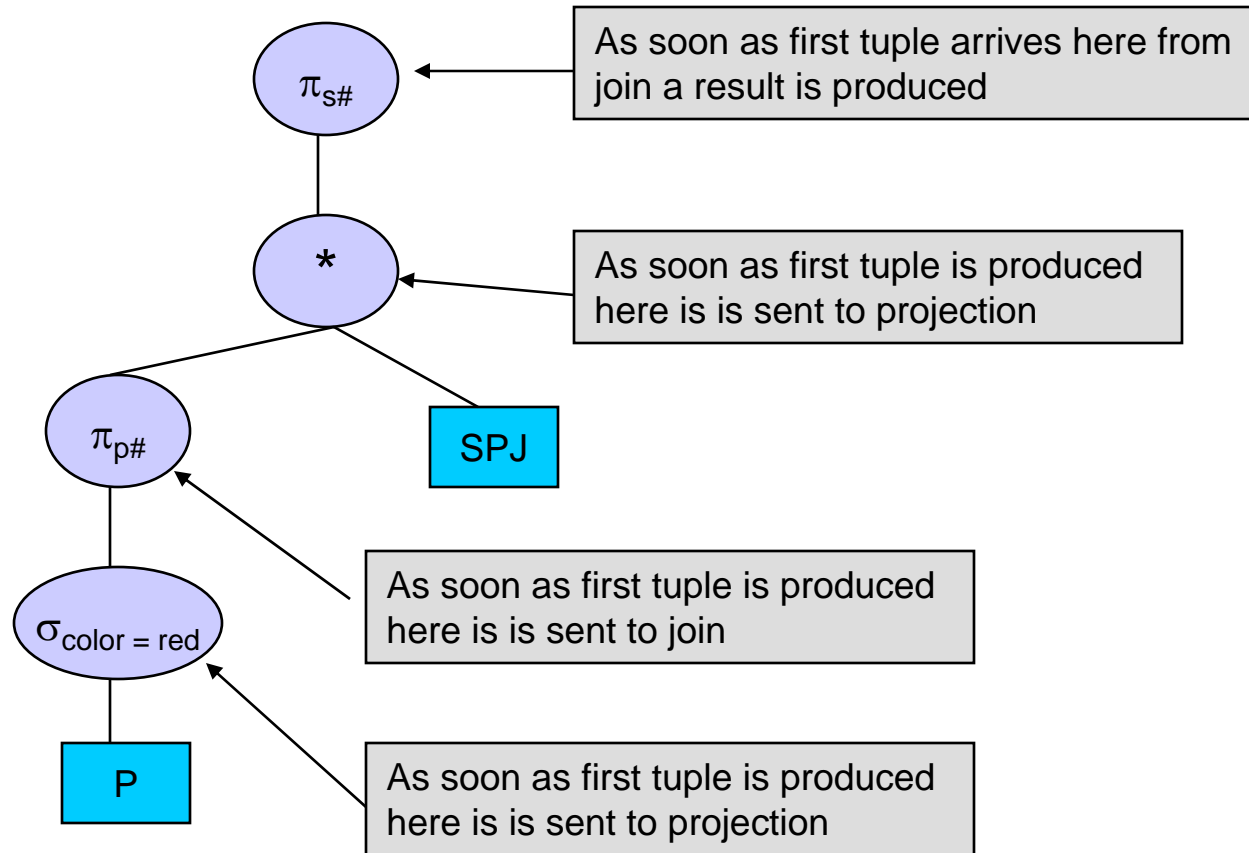 πs#
As soon as first tuple arrives here from
join a result is produced
*
As soon as first tuple is produced
here is is sent to projection
πp#
SPJ
As soon as first tuple is produced
here is is sent to join
σcolor = red
P
As soon as first tuple is produced
here is is sent to projection